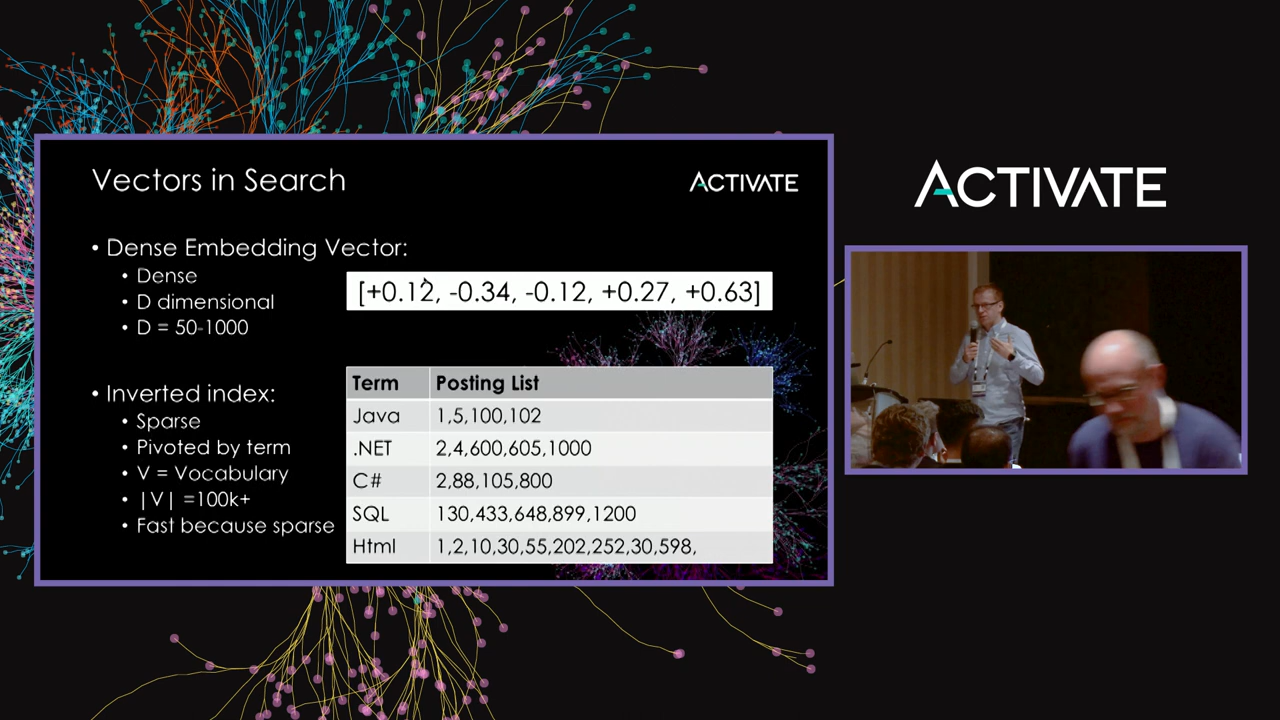 Vectors in Search
ACTIVATE
• Dense Embedding Vector:
• Dense
• D dimensional
• D = 50-1000
[+0.12, -0.34, -0.12, +0.27, +0.63]
• Inverted index:
• Sparse
• Pivoted by term
• V = Vocabulary
• |V| =100k+
• Fast because sparse
Term Posting List
Java 1,5,100,102
.NET 2,4,600,605,1000
C# 2,88,105,800
SQL 130,433,648,899,1200
Html 1,2,10,30,55,202,252,30,598,
ACTIVATE